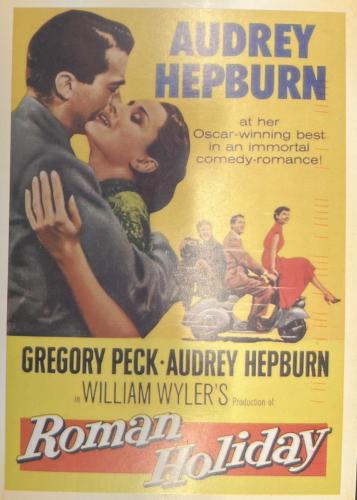 AUDREY
HEPBURN
at her
Oscar-winning best
in an immortal
comedy-romance!
GREGORY PECK·AUDREY HEPBURN
in WILLIAM WYLER'S Production of
Roman
Holiday